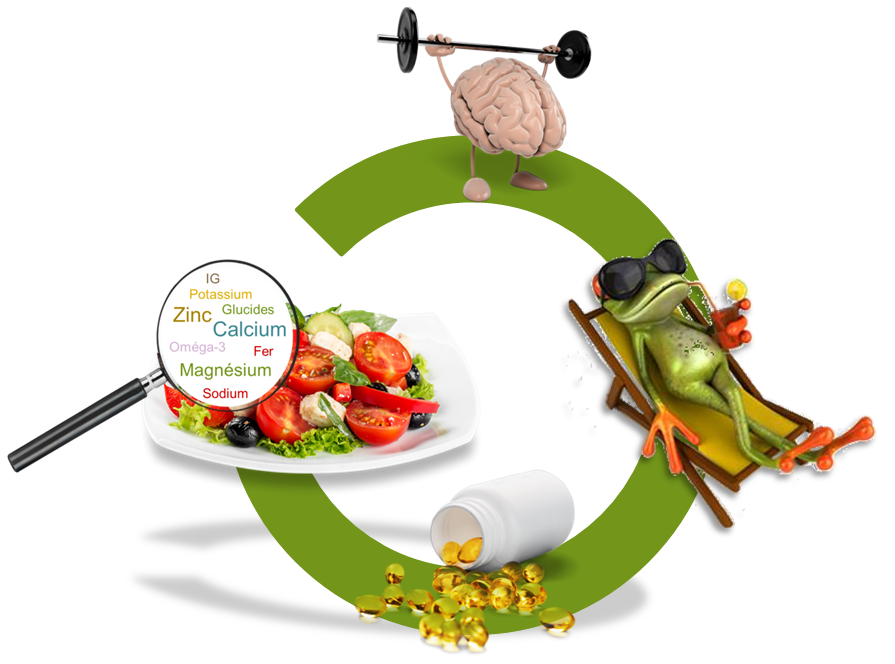 IG
Potassium
Zinc Glucides
Calcium
Oméga-3 Fer
Magnésium
Sodium